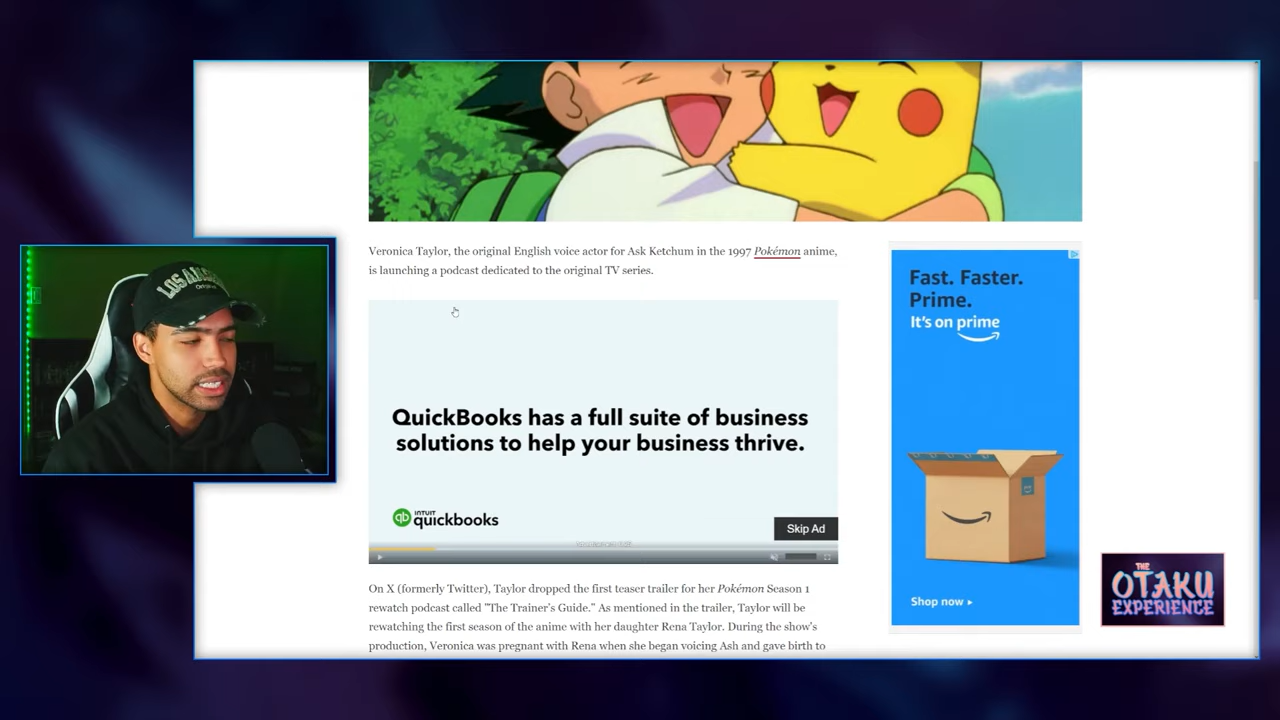 LOS AN
Veronica Taylor, the original English voice actor for Ask Ketchum in the 1997 Pokémon anime,
is launching a podcast dedicated to the original TV series.
Fast. Faster.
Prime.
It's on prime
QuickBooks has a full suite of business
solutions to help your business thrive.
qb INTUIT
quickbooks
Skip Ad
On X (formerly Twitter), Taylor dropped the first teaser trailer for her Pokémon Season 1
rewatch podcast called "The Trainer's Guide." As mentioned in the trailer, Taylor will be
rewatching the first season of the anime with her daughter Rena Taylor. During the show's
production, Veronica was pregnant with Rena when she began voicing Ash and gave birth to
Shop now
THE
OTAKU
EXPERIENCE